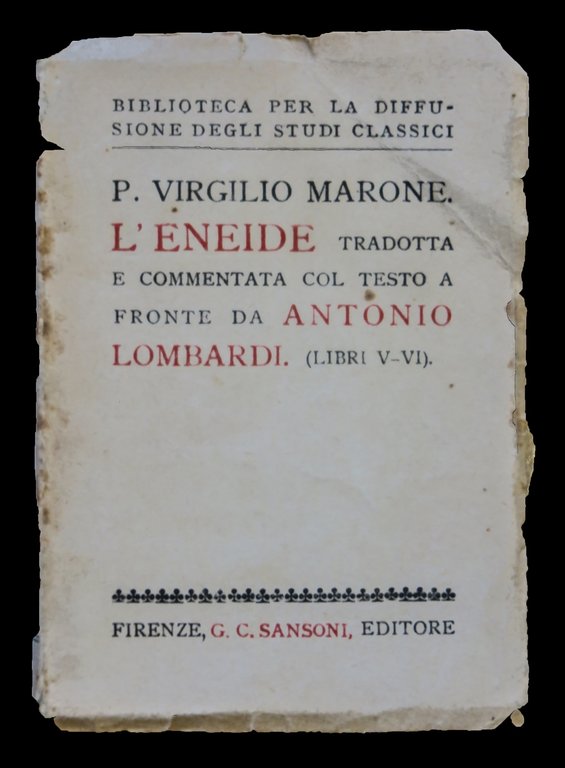 BIBLIOTECA PER LA DIFFU-
SIONE DEGLI STUDI CLASSICI
P. VIRGILIO MARONE.
L' ENEIDE TRADOTTA
E COMMENTATA COL TESTO A
FRONTE DA ANTONIO
LOMBARDI. (LIBRI V-VI).
FIRENZE, G. C. SANSONI, EDITORE